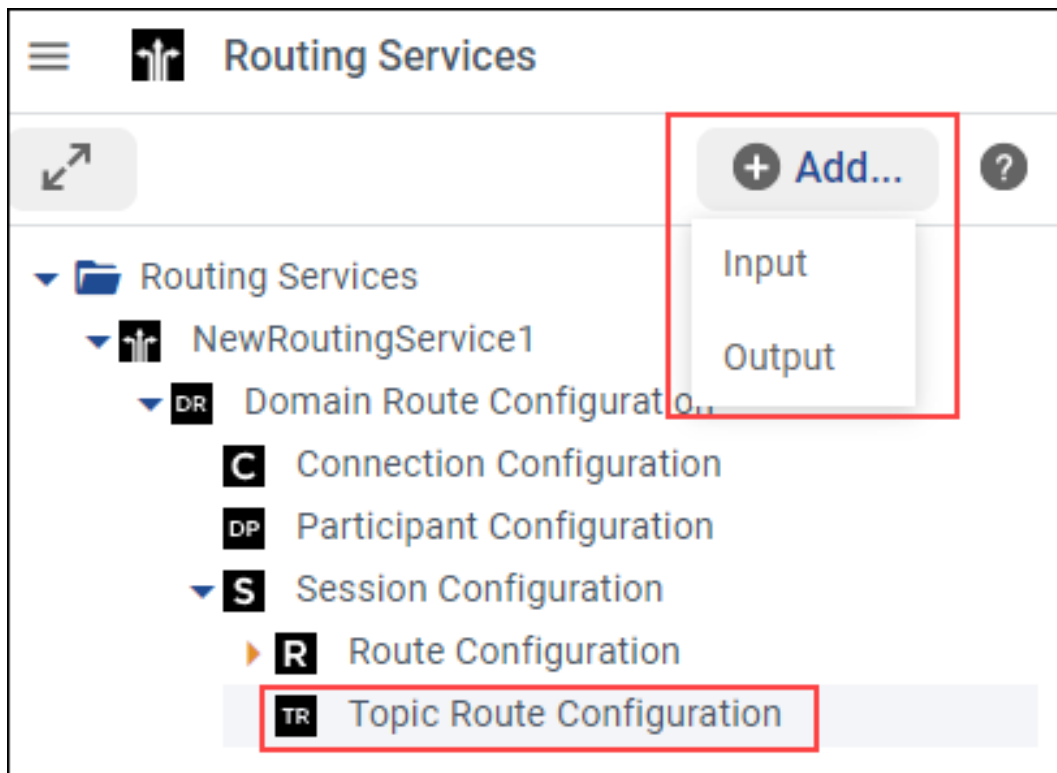 Routing Services
Add...
?
Input
Output
Routing Services
NewRoutingService1
DR Domain Route Configuration
C Connection Configuration
DP Participant Configuration
S Session Configuration
R Route Configuration
TR Topic Route Configuration